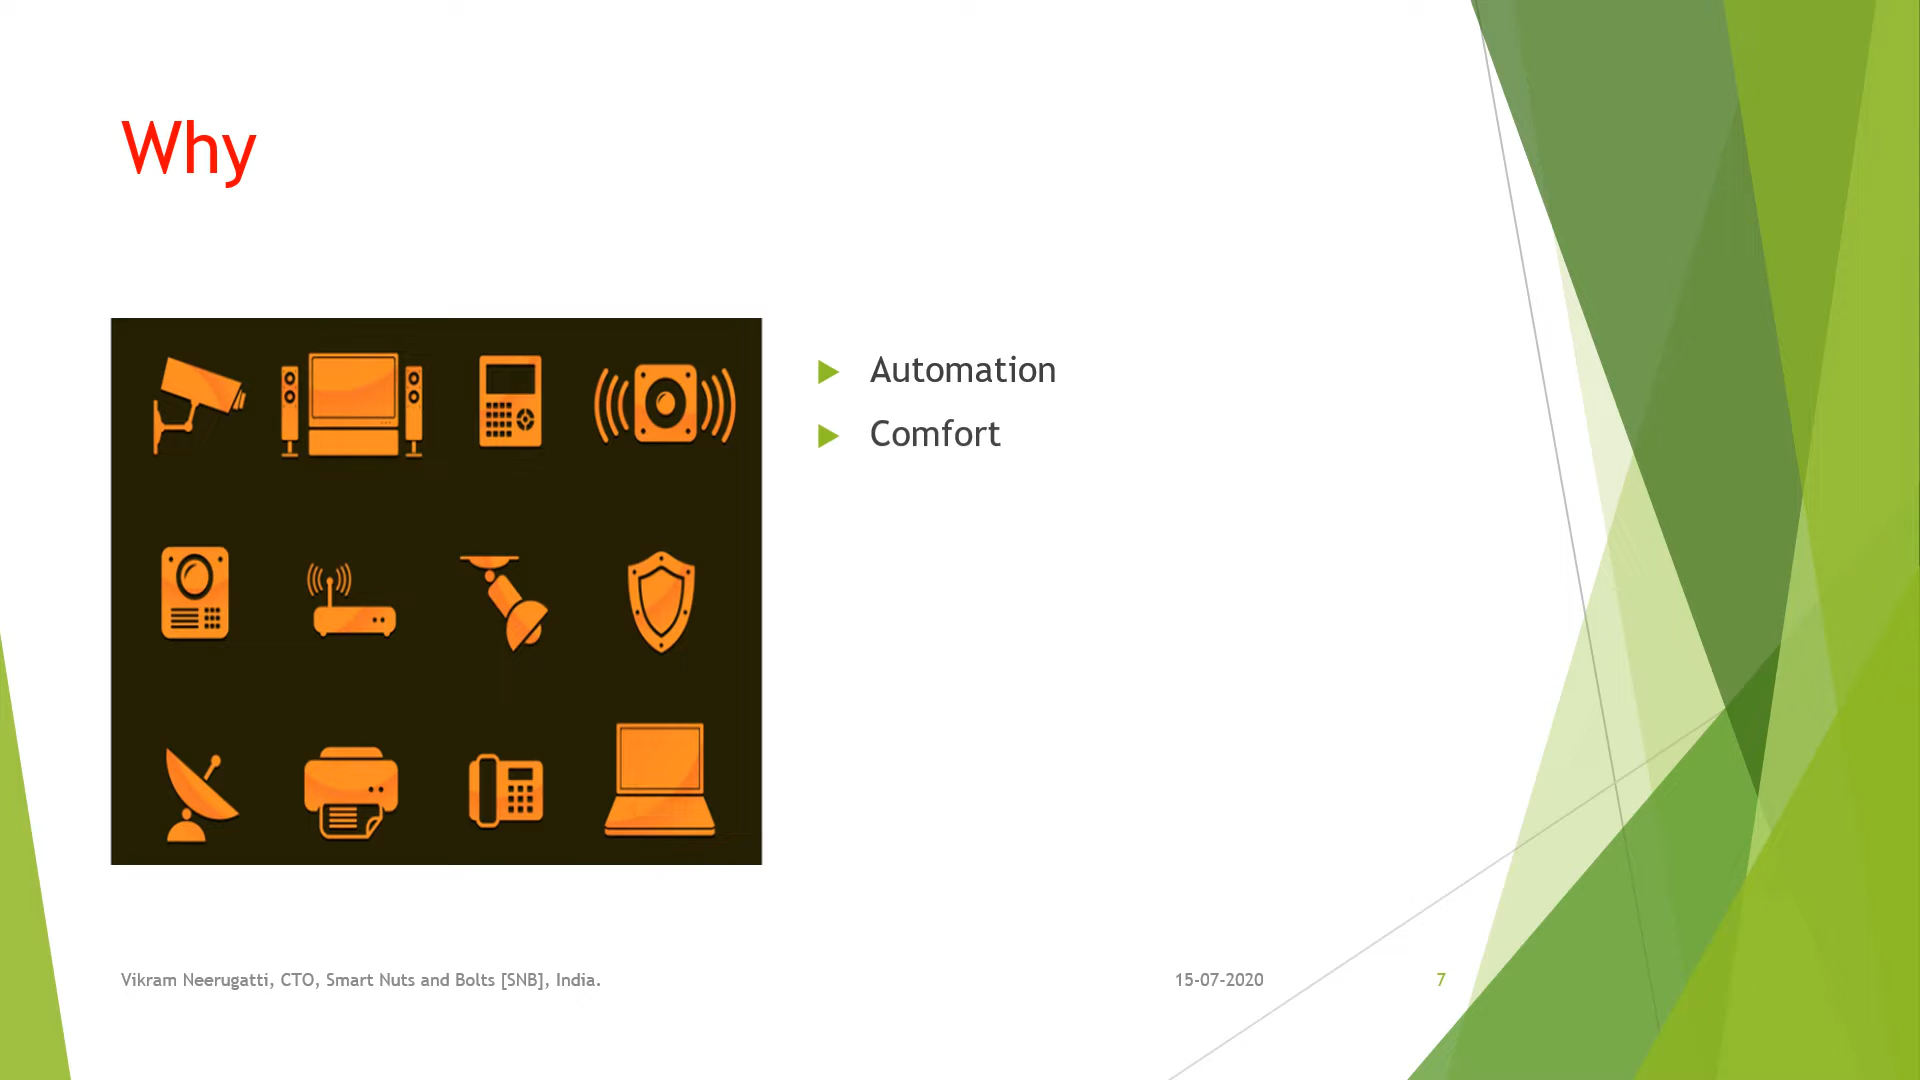 Why
Automation
Comfort
Vikram Neerugatti, CTO, Smart Nuts and Bolts [SNB], India.
15-07-2020
7